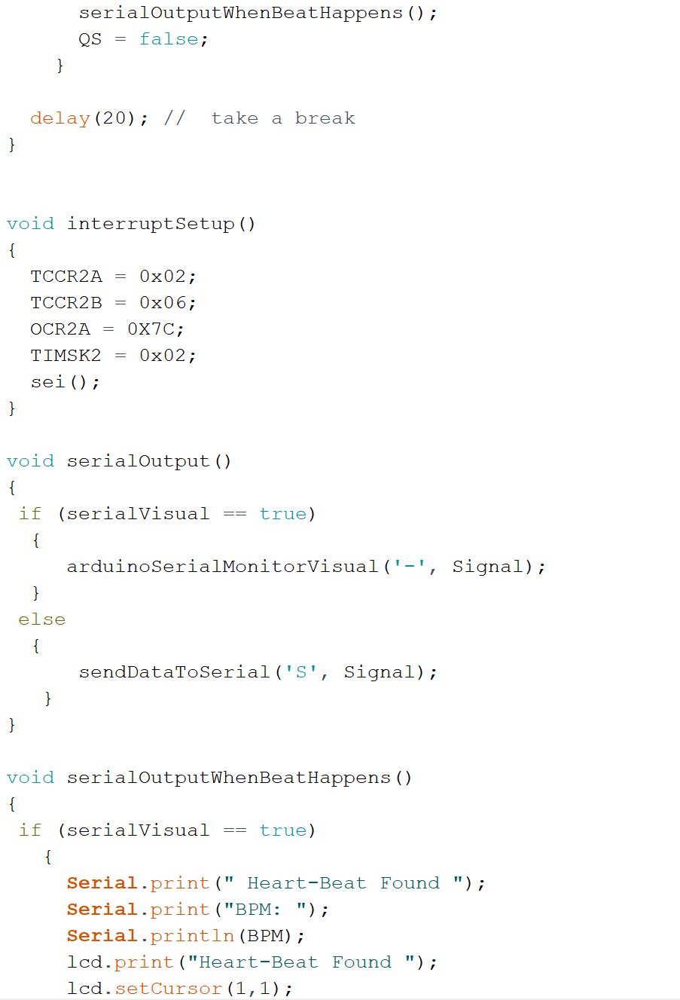 serialOutputWhenBeatHappens();
QS = false;
}
delay(20); //  take a break
}
void interruptSetup()
{
TCCR2A = 0x02;
TCCR2B = 0x06;
OCR2A = 0X7C;
TIMSK2 = 0x02;
sei();
}
void serialOutput()
{
if (serialVisual == true)
{
arduinoSerialMonitorVisual('-', Signal);
}
else
{
sendDataToSerial('S', Signal);
}
}
void serialOutputWhenBeatHappens()
{
if (serialVisual == true)
{
Serial.print(" Heart-Beat Found ");
Serial.print("BPM: ");
Serial.println(BPM);
lcd.print("Heart-Beat Found ");
lcd.setCursor(1,1);